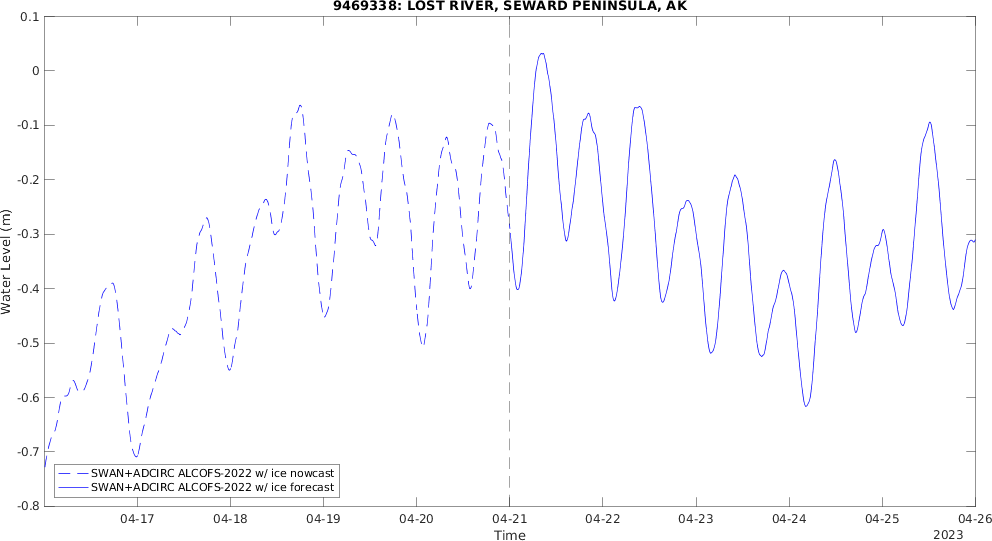 9469338: LOST RIVER, SEWARD PENINSULA, AK
0.1
0
-0.1
-0.2
-0.3
-0.4
-0.5
-0.6
-0.7
-0.8
Water Level (m)
SWAN+ADCIRC ALCOFS-2022 w/ ice nowcast
SWAN+ADCIRC ALCOFS-2022 w/ ice forecast
04-17 04-18 04-19 04-20 04-21 04-22 04-23 04-24 04-25 04-26
Time
2023